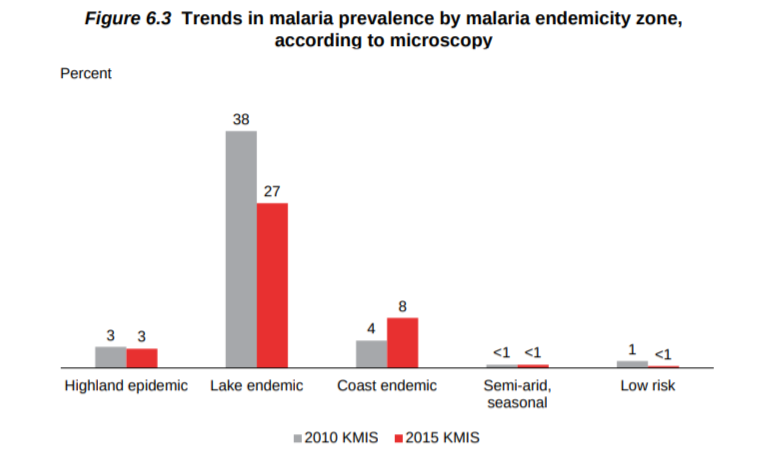 Figure 6.3 Trends in malaria prevalence by malaria endemicity zone,
according to microscopy
Percent
38
27
8
4
3 3
<1 <1
1
<1
Highland epidemic Lake endemic Coast endemic Semi-arid, seasonal Low risk
2010 KMIS 2015 KMIS